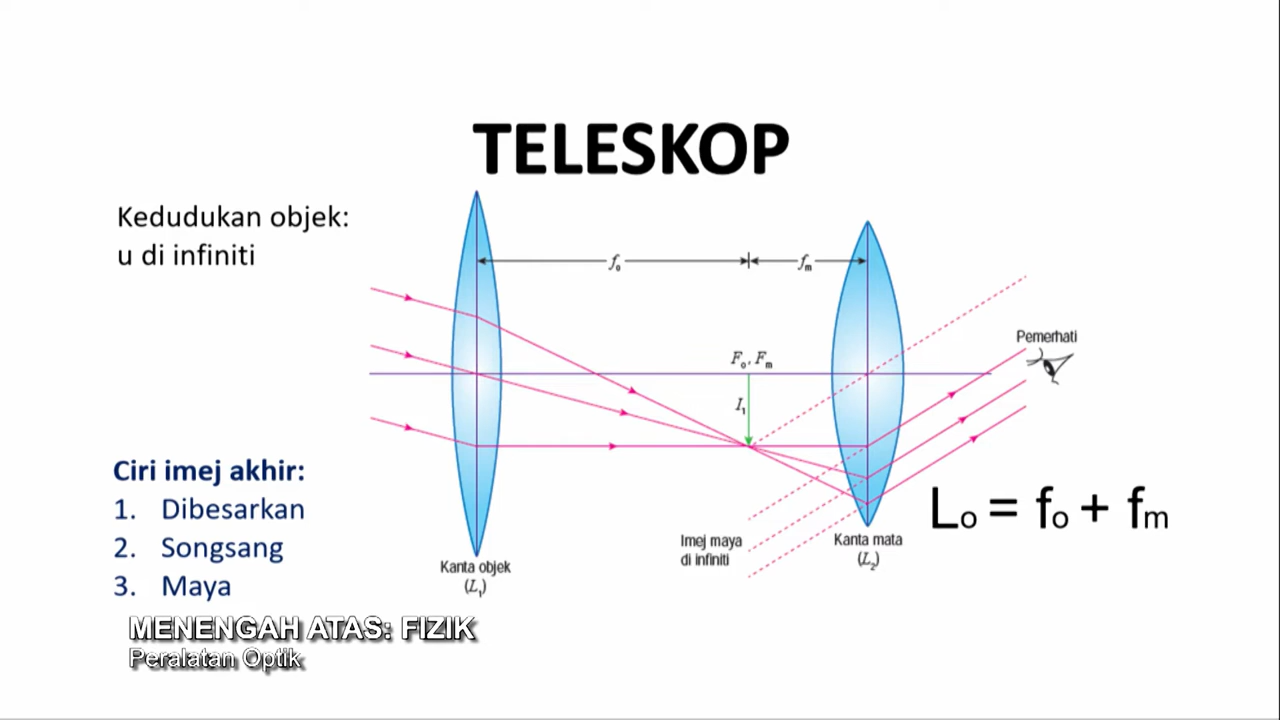 TELESKOP
Kedudukan objek:
u di infiniti
fₒ
fₘ
Pemerhati
Fₒ, Fₘ
I₁
Ciri imej akhir:
1. Dibesarkan
2. Songsang
3. Maya
Lₒ = fₒ + fₘ
Imej maya
di infiniti
Kanta mata
(L₂)
Kanta objek
(L₁)
MENENGAH ATAS: FIZIK
Peralatan Optik